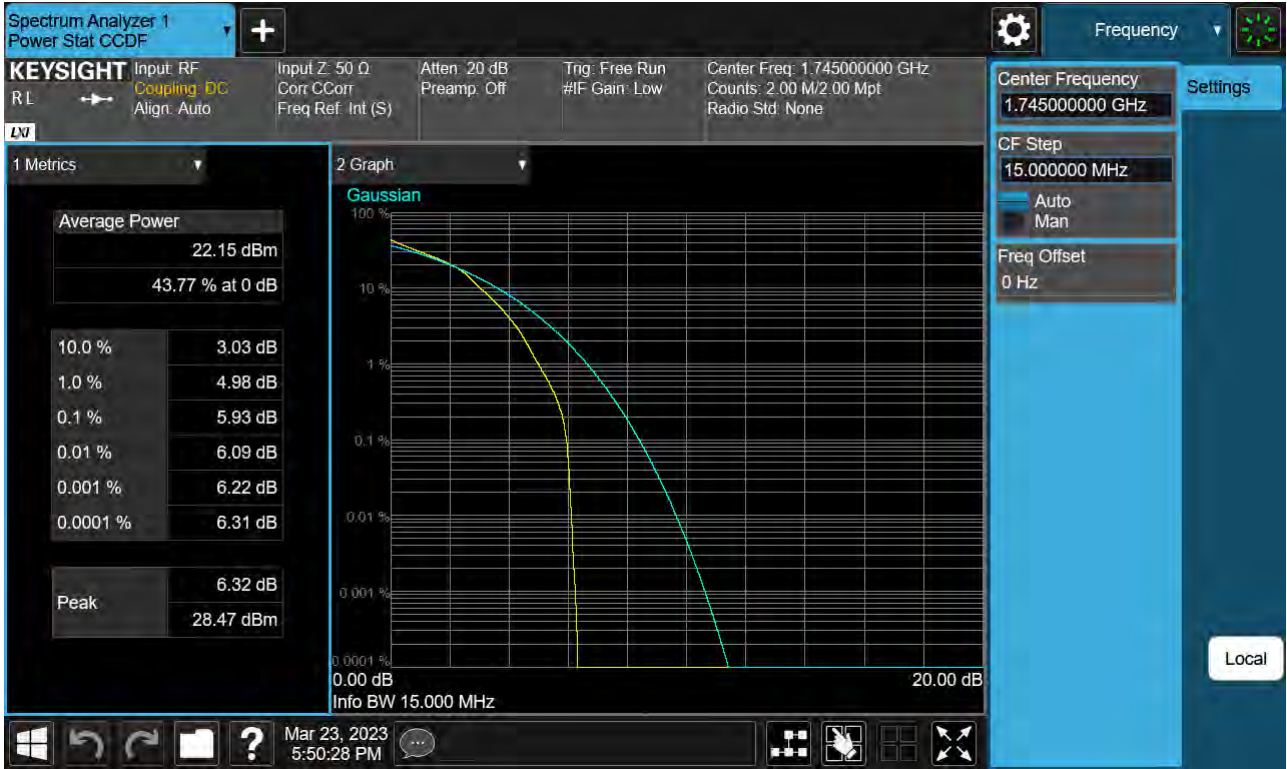 Spectrum Analyzer 1
Power Stat CCDF
+
Frequency
KEYSIGHT
R L
LXI
Input: RF
Coupling: DC
Align: Auto
Input Z: 50 Ω
Corr CCorr
Freq Ref: Int (S)
Atten: 20 dB
Preamp: Off
Trig: Free Run
#IF Gain: Low
Center Freq: 1.745000000 GHz
Counts: 2.00 M/2.00 Mpt
Radio Std: None
Center Frequency
1.745000000 GHz
Settings
CF Step
15.000000 MHz
Auto
Man
Freq Offset
0 Hz
1 Metrics
Average Power
22.15 dBm
43.77 % at 0 dB
10.0 % 3.03 dB
1.0 % 4.98 dB
0.1 % 5.93 dB
0.01 % 6.09 dB
0.001 % 6.22 dB
0.0001 % 6.31 dB
Peak
6.32 dB
28.47 dBm
2 Graph
Gaussian
100 %
10 %
1 %
0.1 %
0.01 %
0.001 %
0.0001 %
0.00 dB 20.00 dB
Info BW 15.000 MHz
Local
?
Mar 23, 2023
5:50:28 PM